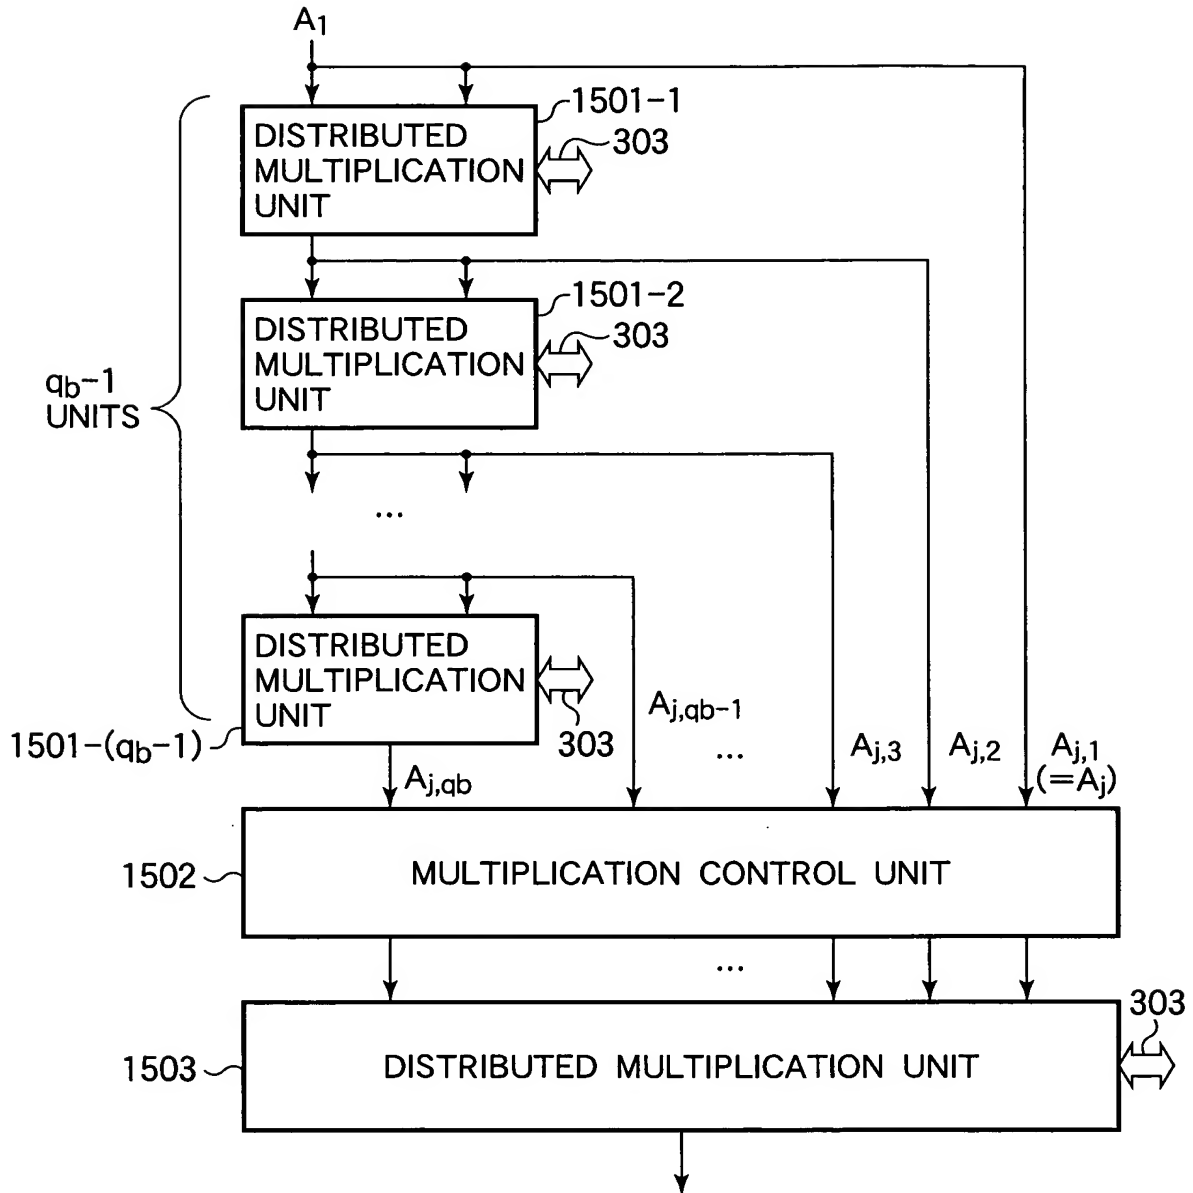 A1
1501-1
DISTRIBUTED
MULTIPLICATION
UNIT
303
1501-2
DISTRIBUTED
MULTIPLICATION
UNIT
303
qb-1
UNITS
...
DISTRIBUTED
MULTIPLICATION
UNIT
303
1501-(qb-1)
Aj,qb
Aj,qb-1
...
Aj,3
Aj,2
Aj,1
(=Aj)
1502
MULTIPLICATION CONTROL UNIT
...
303
1503
DISTRIBUTED MULTIPLICATION UNIT